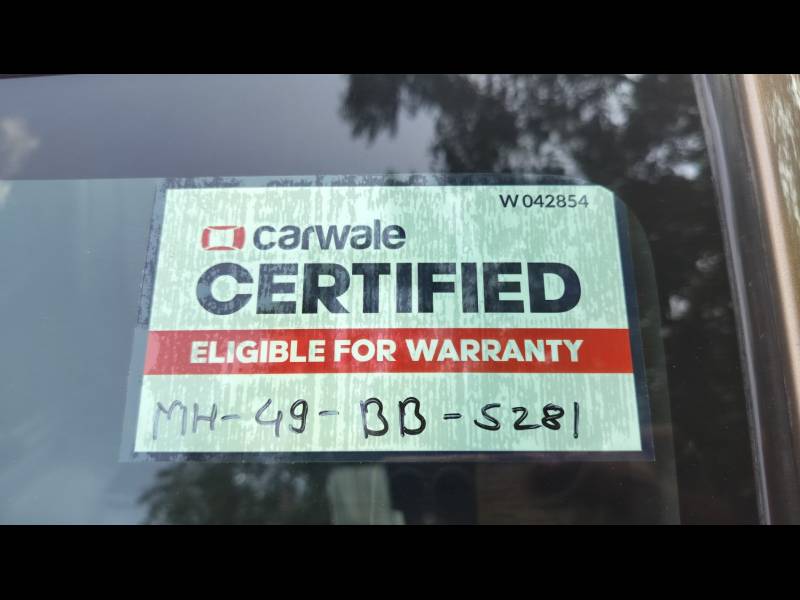 W042854
carwale
CERTIFIED
ELIGIBLE FOR WARRANTY
MH-49-BB-5281